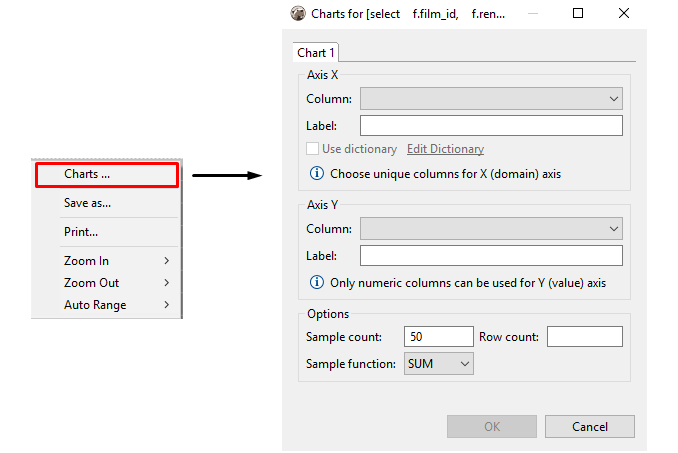 Charts ...
Save as...
Print...
Zoom In
Zoom Out
Auto Range
Charts for [select f.film_id, f.ren...
Chart 1
Axis X
Column:
Label:
Use dictionary Edit Dictionary
Choose unique columns for X (domain) axis
Axis Y
Column:
Label:
Only numeric columns can be used for Y (value) axis
Options
Sample count: 50 Row count:
Sample function: SUM
OK Cancel